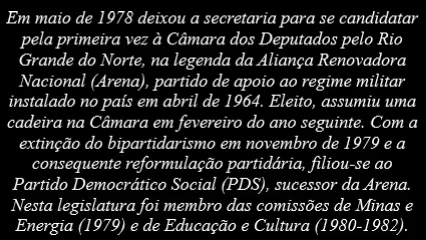 Em maio de 1978 deixou a secretaria para se candidatar
pela primeira vez à Câmara dos Deputados pelo Rio
Grande do Norte, na legenda da Aliança Renovadora
Nacional (Arena), partido de apoio ao regime militar
instalado no país em abril de 1964. Eleito, assumiu uma
cadeira na Câmara em fevereiro do ano seguinte. Com a
extinção do bipartidarismo em novembro de 1979 e a
consequente reformulação partidária, filiou-se ao
Partido Democrático Social (PDS), sucessor da Arena.
Nesta legislatura foi membro das comissões de Minas e
Energia (1979) e de Educação e Cultura (1980-1982).